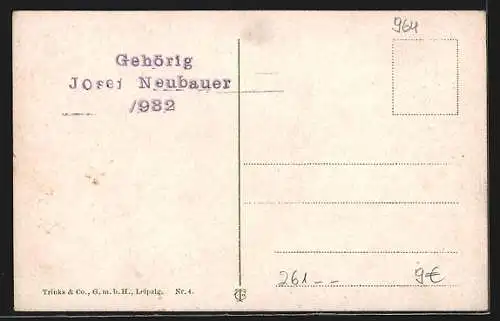 964
Gehörig
Josef Neubauer
1932
261--
9€
Trinks & Co., G. m. b. H., Leipzig. Nr. 4.